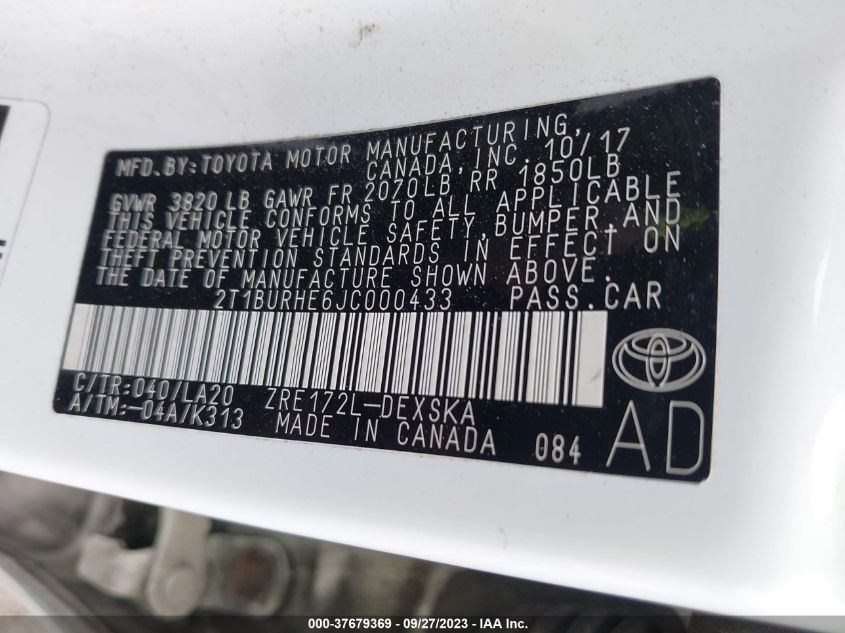 MFD.BY:TOYOTA MOTOR MANUFACTURING,
CANADA,INC. 10/17
GVWR 3820 LB GAWR FR 2070LB RR 1850LB
THIS VEHICLE CONFORMS TO ALL APPLICABLE
FEDERAL MOTOR VEHICLE SAFETY,BUMPER,AND
THEFT PREVENTION STANDARDS IN EFFECT ON
THE DATE OF MANUFACTURE SHOWN ABOVE.
2T1BURHE6JC000433 PASS.CAR
C/TR:040/LA20 ZRE172L-DEXSKA
A/TM:-04A/K313 MADE IN CANADA 084 AD
000-37679369 - 09/27/2023 - IAAI Inc.